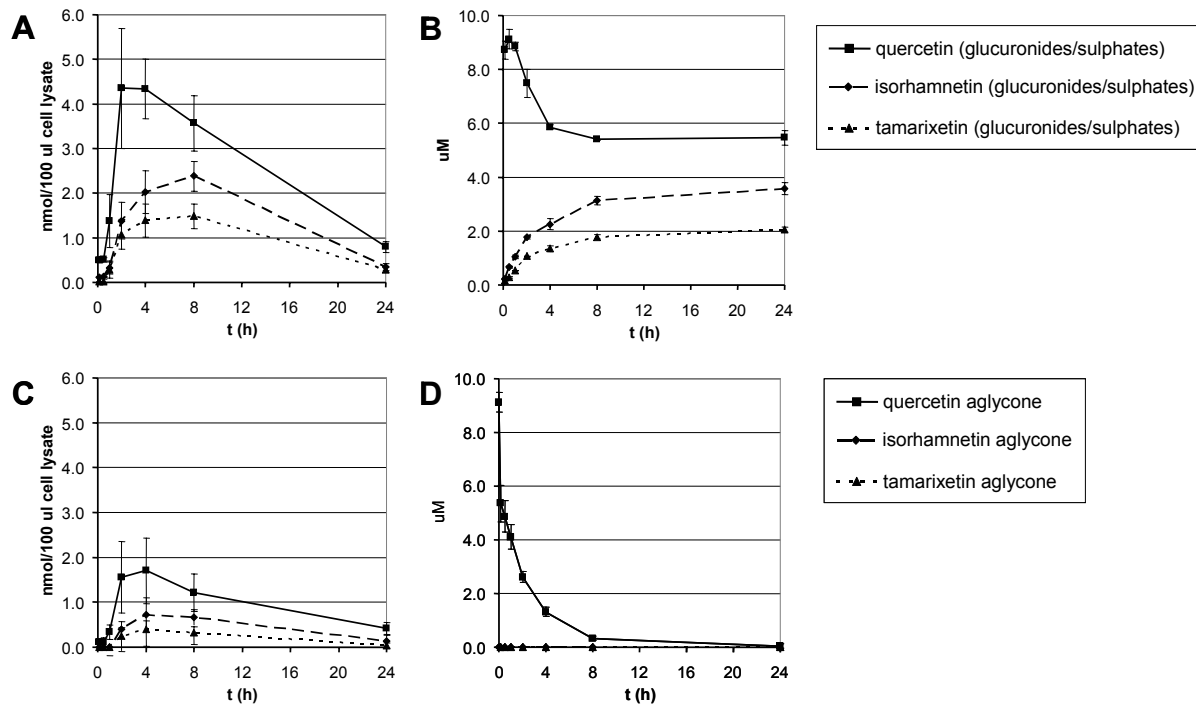 A
nmol/100 ul cell lysate
6.0
5.0
4.0
3.0
2.0
1.0
0.0
0 4 8 12 16 20 24
t (h)
B
uM
10.0
8.0
6.0
4.0
2.0
0.0
0 4 8 12 16 20 24
t (h)
quercetin (glucuronides/sulphates)
isorhamnetin (glucuronides/sulphates)
tamarixetin (glucuronides/sulphates)
C
nmol/100 ul cell lysate
6.0
5.0
4.0
3.0
2.0
1.0
0.0
0 4 8 12 16 20 24
t (h)
D
uM
10.0
8.0
6.0
4.0
2.0
0.0
0 4 8 12 16 20 24
t (h)
quercetin aglycone
isorhamnetin aglycone
tamarixetin aglycone